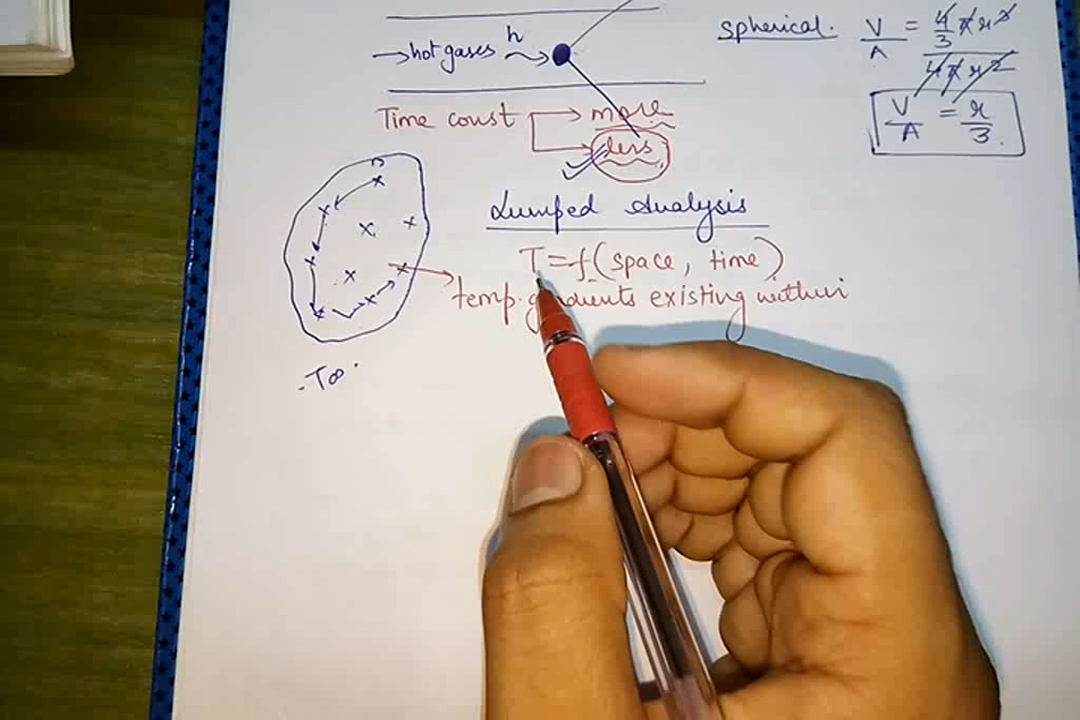 → hot gases h
spherical. V/A = 4/3 π r³ / 4 π r²
V/A = r/3.
Time const → more
→ less
Lumped Analysis
T = f(space, time)
temp. gradients existing within
T∞